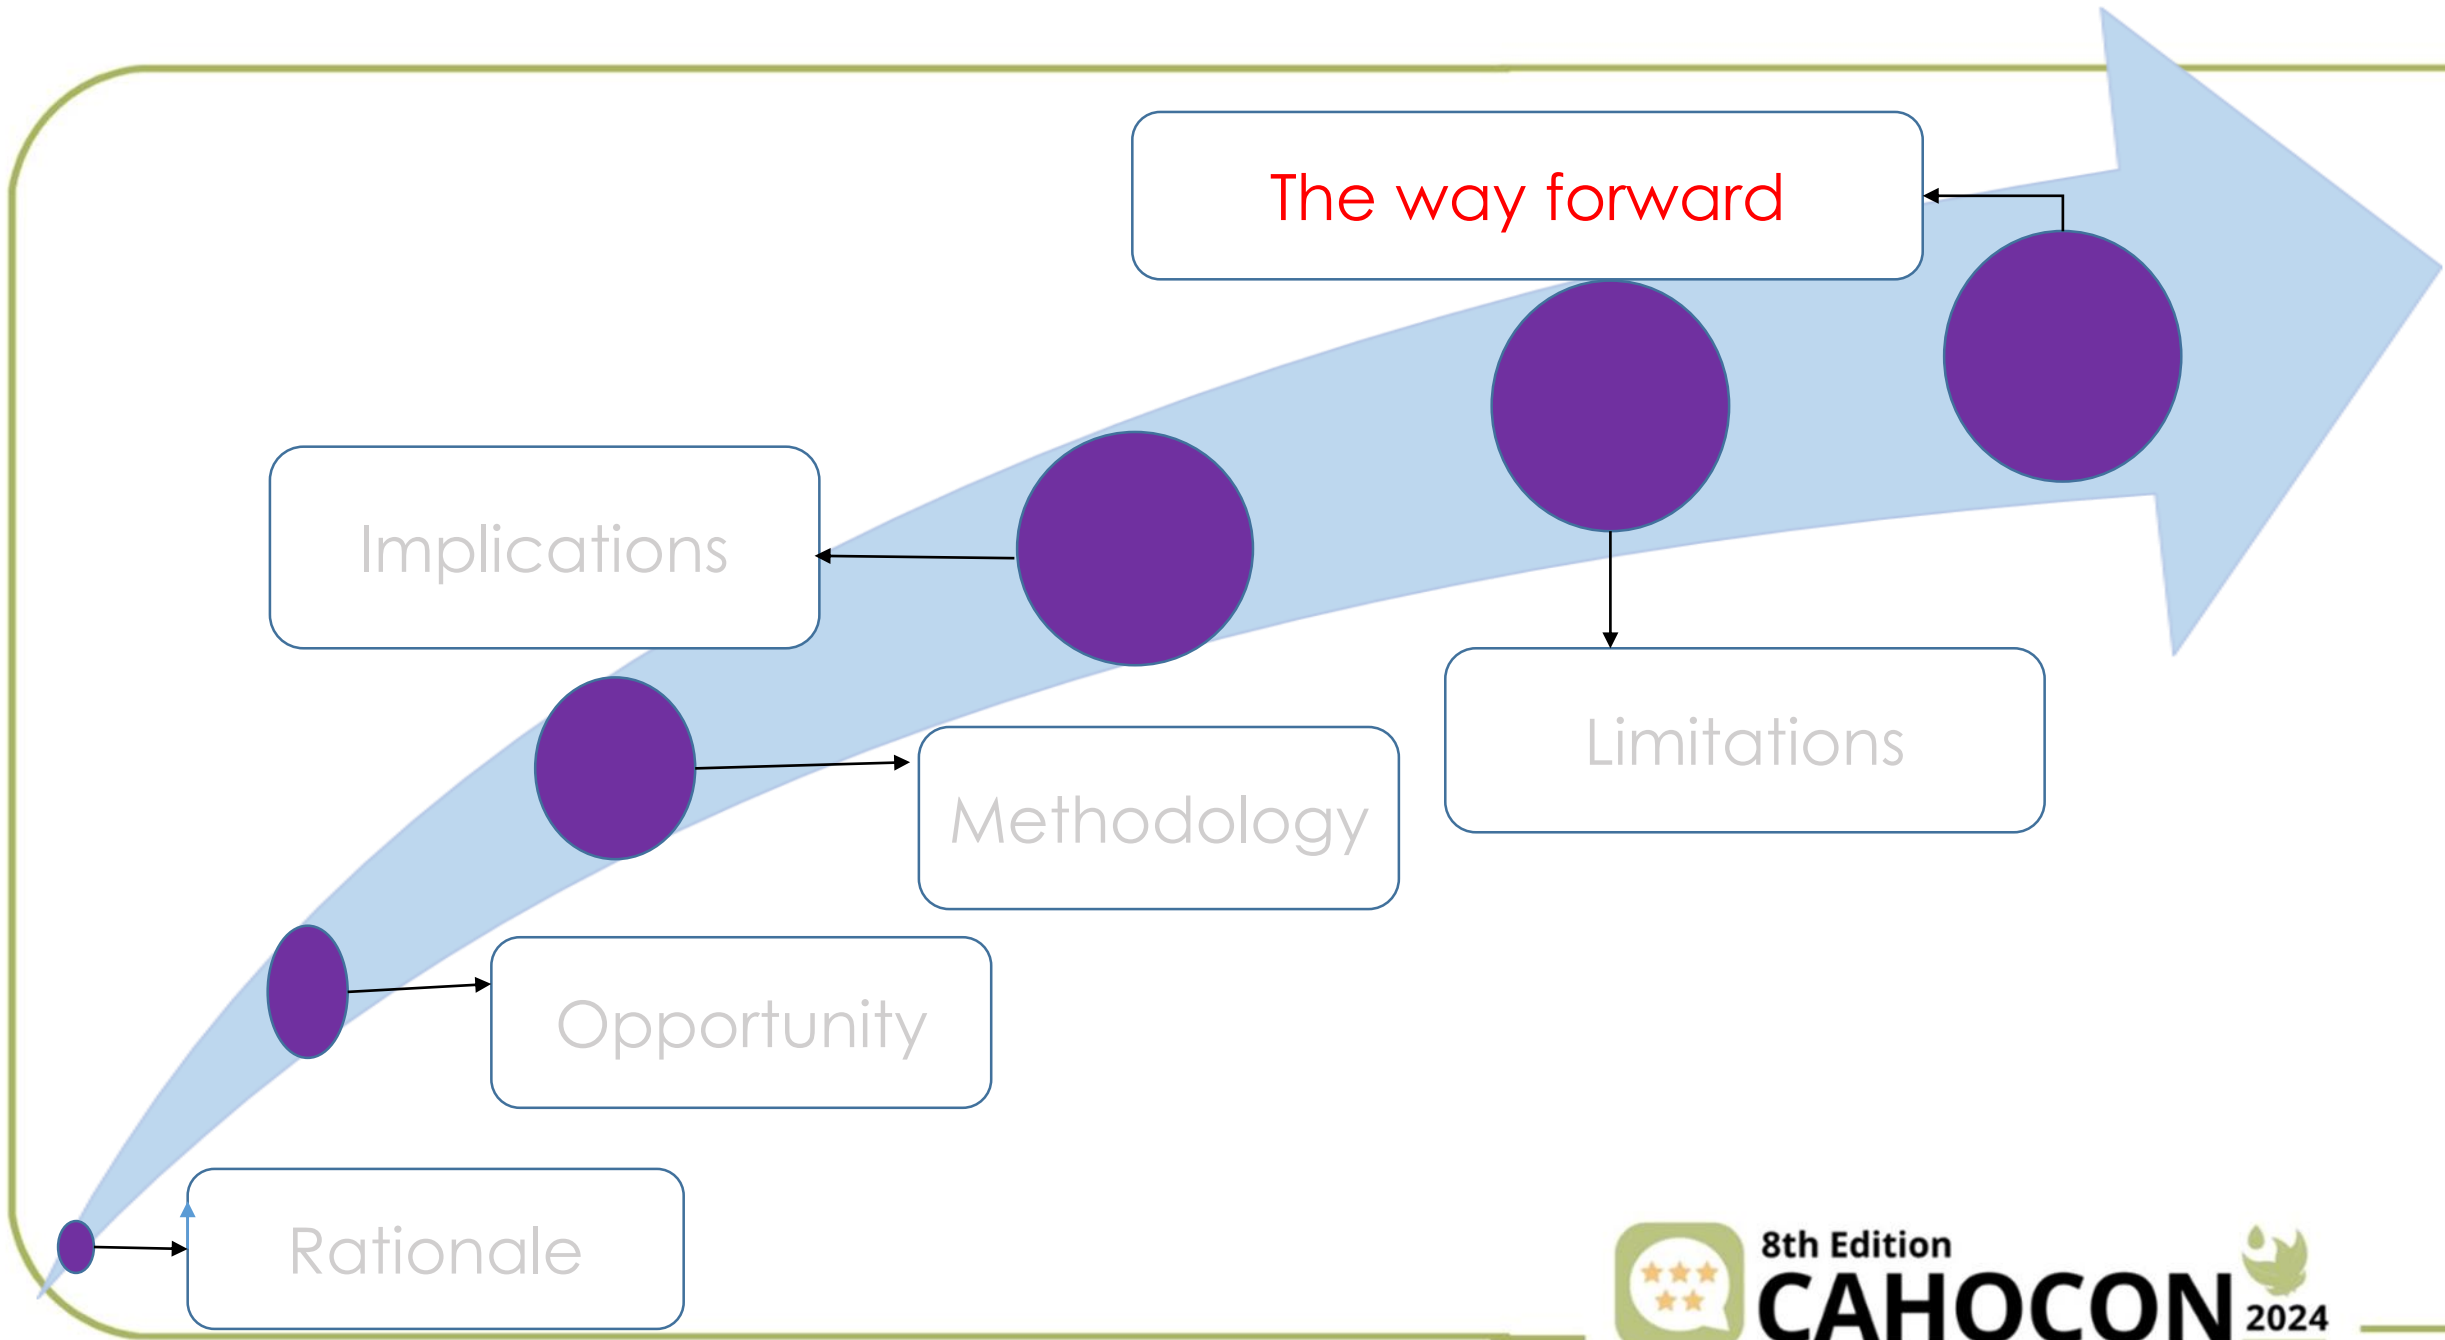 The way forward
Implications
Limitations
Methodology
Opportunity
Rationale
8th Edition
CAHOCON
2024